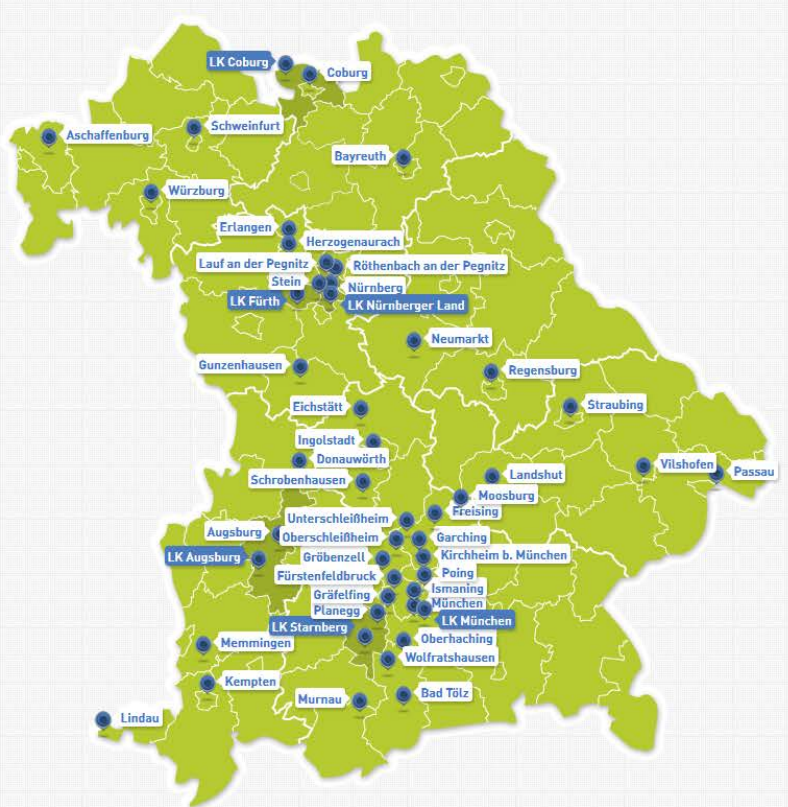 LK Coburg
Coburg
Schweinfurt
Aschaffenburg
Bayreuth
Würzburg
Erlangen
Herzogenaurach
Lauf an der Pegnitz
Röthenbach an der Pegnitz
Stein
Nürnberg
LK Fürth
LK Nürnberger Land
Neumarkt
Gunzenhausen
Regensburg
Eichstätt
Straubing
Ingolstadt
Donauwörth
Vilshofen
Passau
Schrobenhausen
Landshut
Moosburg
Freising
Unterschleißheim
Augsburg
Oberschleißheim
Garching
LK Augsburg
Gröbenzell
Kirchheim b. München
Fürstenfeldbruck
Poing
Ismaning
Gräfelfing
München
Planegg
LK München
LK Starnberg
Oberhaching
Memmingen
Wolfratshausen
Kempten
Murnau
Bad Tölz
Lindau